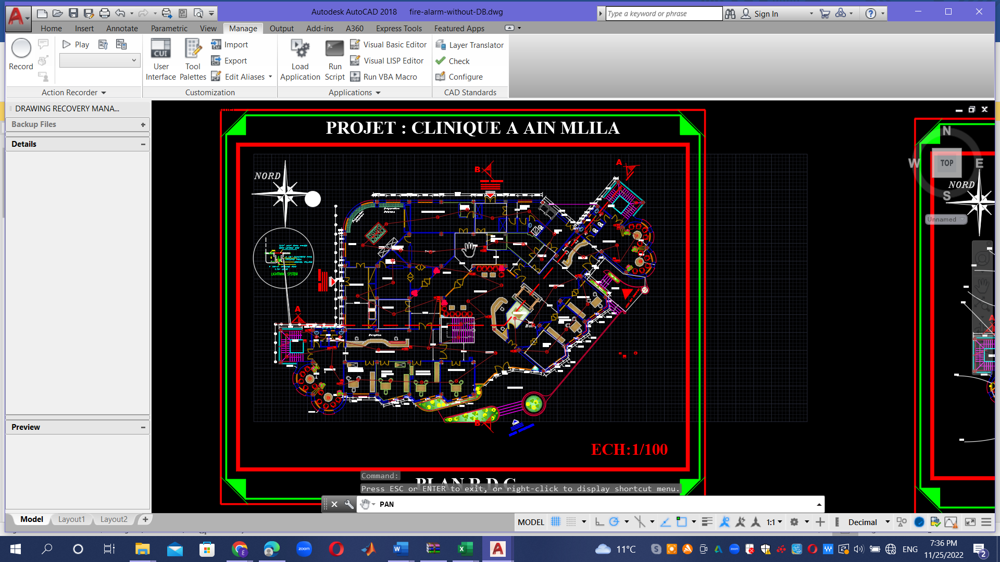 Autodesk AutoCAD 2018 fire-alarm-without-DB.dwg
Type a keyword or phrase
Sign In
Home Insert Annotate Parametric View Manage Output Add-ins A360 Express Tools Featured Apps
Record
Play
CUI
User Interface
Tool Palettes
Import
Export
Edit Aliases
Load Application
Run Script
Visual Basic Editor
Visual LISP Editor
Run VBA Macro
Layer Translator
Check
Configure
Action Recorder
Customization
Applications
CAD Standards
DRAWING RECOVERY MANA...
Backup Files
Details
Preview
PROJET : CLINIQUE A AIN MLILA
NORD
B
A
LIGHTNING SYSTEM
A
B
ECH:1/100
PLAN R.D.C
N
W TOP E
S
NORD
Unnamed
Command:
Press ESC or ENTER to exit, or right-click to display shortcut menu.
PAN
Model Layout1 Layout2 +
MODEL 1:1 Decimal
zoom
11°C
ENG
7:36 PM
11/25/2022
2